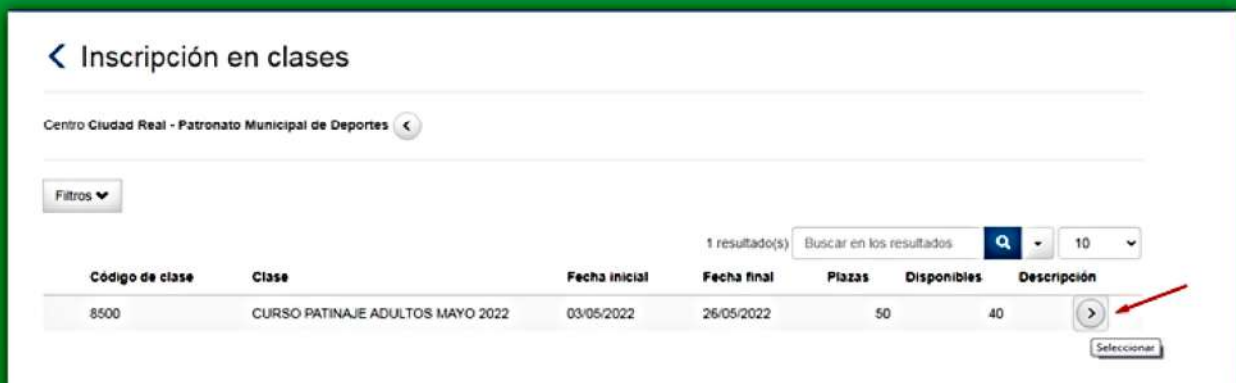 Inscripción en clases
Centro Ciudad Real - Patronato Municipal de Deportes
Filtros
1 resultado(s) Buscar en los resultados 10
Código de clase Clase Fecha inicial Fecha final Plazas Disponibles Descripción
8500 CURSO PATINAJE ADULTOS MAYO 2022 03/05/2022 26/05/2022 50 40
Seleccionar